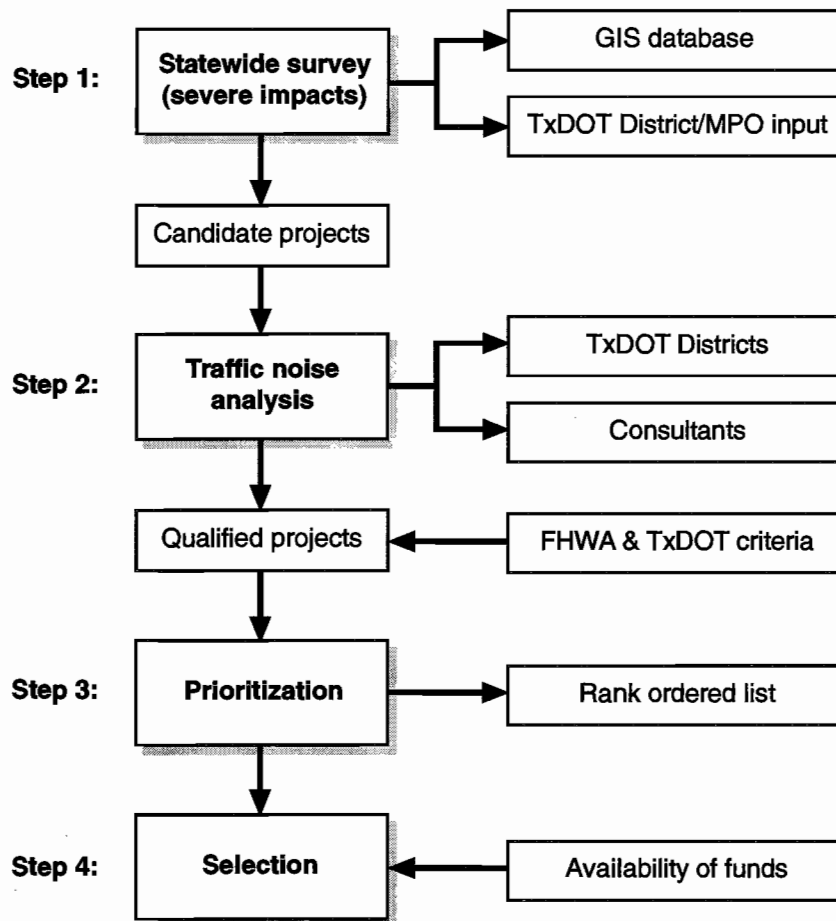 Step 1:
Statewide survey
(severe impacts)
GIS database
TxDOT District/MPO input
Candidate projects
Step 2:
Traffic noise
analysis
TxDOT Districts
Consultants
Qualified projects
FHWA & TxDOT criteria
Step 3:
Prioritization
Rank ordered list
Step 4:
Selection
Availability of funds